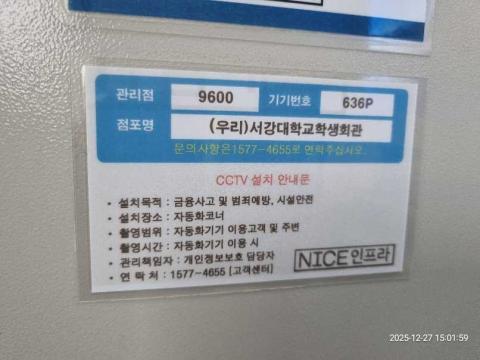 관리점 9600 기기번호 636P
점포명 (우리)서강대학교학생회관
문의사항은1577-4655로 연락주십시오.
CCTV 설치 안내문
• 설치목적 : 금융사고 및 범죄예방, 시설안전
• 설치장소 : 자동화코너
• 촬영범위 : 자동화기기 이용고객 및 주변
• 촬영시간 : 자동화기기 이용 시
• 관리책임자 : 개인정보보호 담당자
• 연 락 처 : 1577-4655 [고객센터]
NICE인프라
2025-12-27 15:01:59